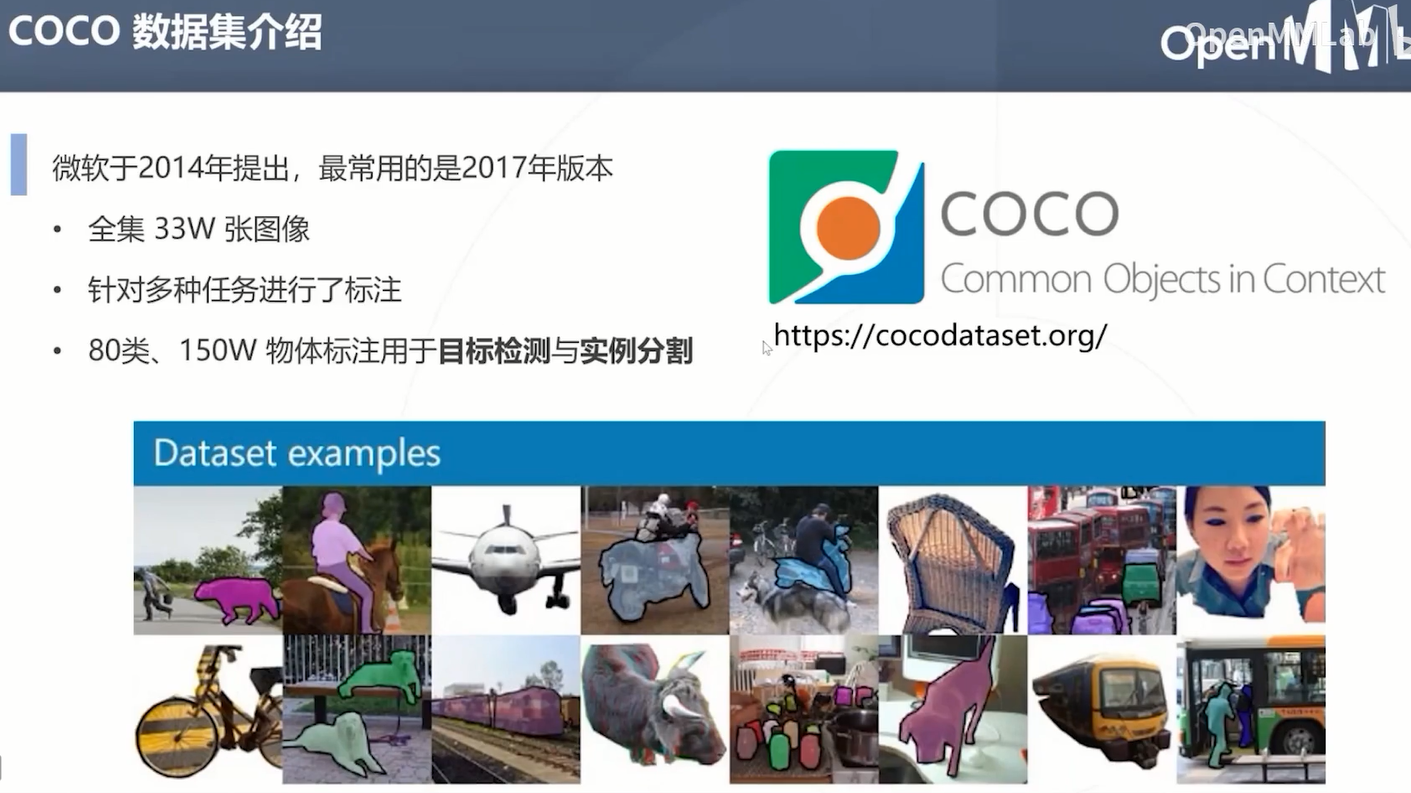 COCO 数据集介绍
OpenMMLab
OpenMMLab
微软于2014年提出，最常用的是2017年版本
• 全集 33W 张图像
• 针对多种任务进行了标注
• 80类、150W 物体标注用于目标检测与实例分割
COCO
Common Objects in Context
https://cocodataset.org/
Dataset examples